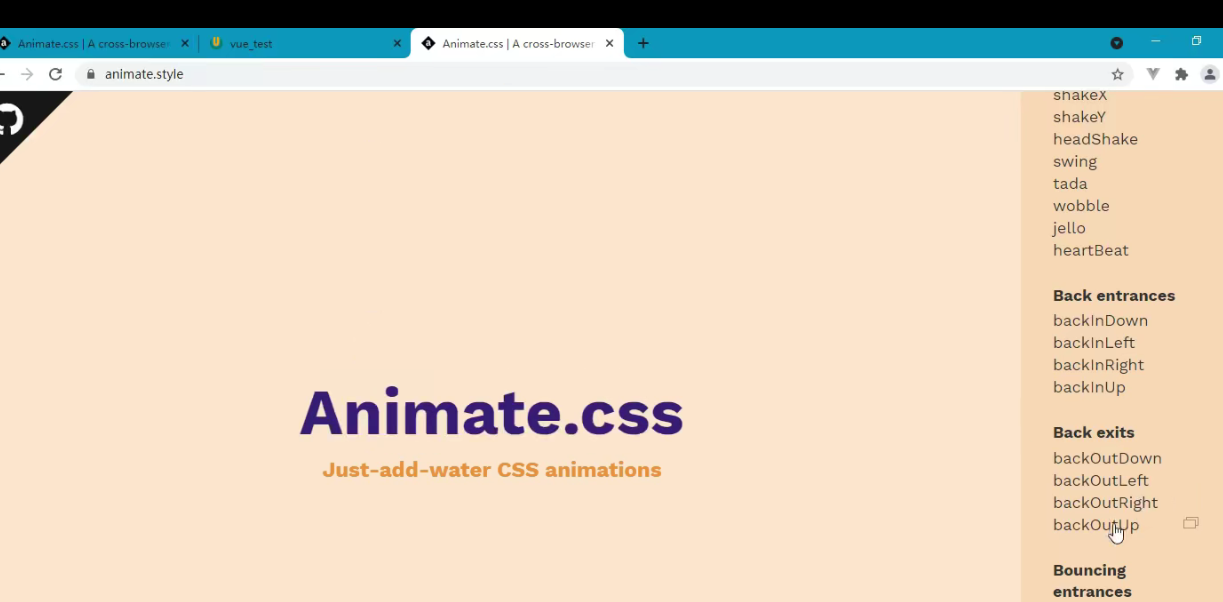 Animate.css | A cross-browser
vue_test
Animate.css | A cross-browser
animate.style
shakeX
shakeY
headShake
swing
tada
wobble
jello
heartBeat
Back entrances
backInDown
backInLeft
backInRight
backInUp
Animate.css
Just-add-water CSS animations
Back exits
backOutDown
backOutLeft
backOutRight
backOutUp
Bouncing
entrances